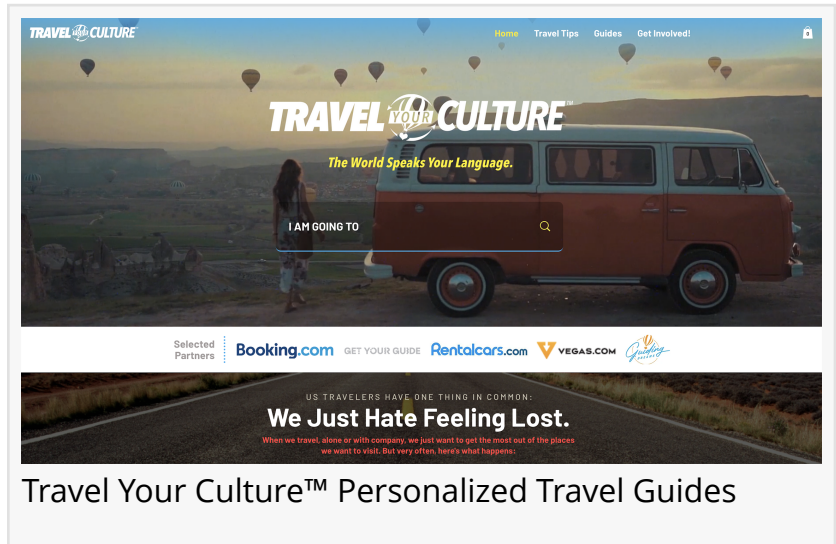 TRAVEL YOUR CULTURE
Home Travel Tips Guides Get Involved!
0
TRAVEL YOUR CULTURE™
The World Speaks Your Language.
I AM GOING TO
Selected
Partners
Booking.com GET YOUR GUIDE Rentalcars.com VEGAS.COM Guiding
US TRAVELERS HAVE ONE THING IN COMMON:
We Just Hate Feeling Lost.
When we travel, alone or with company, we just want to get the most out of the places
we want to visit. But very often, here's what happens:
Travel Your Culture™ Personalized Travel Guides